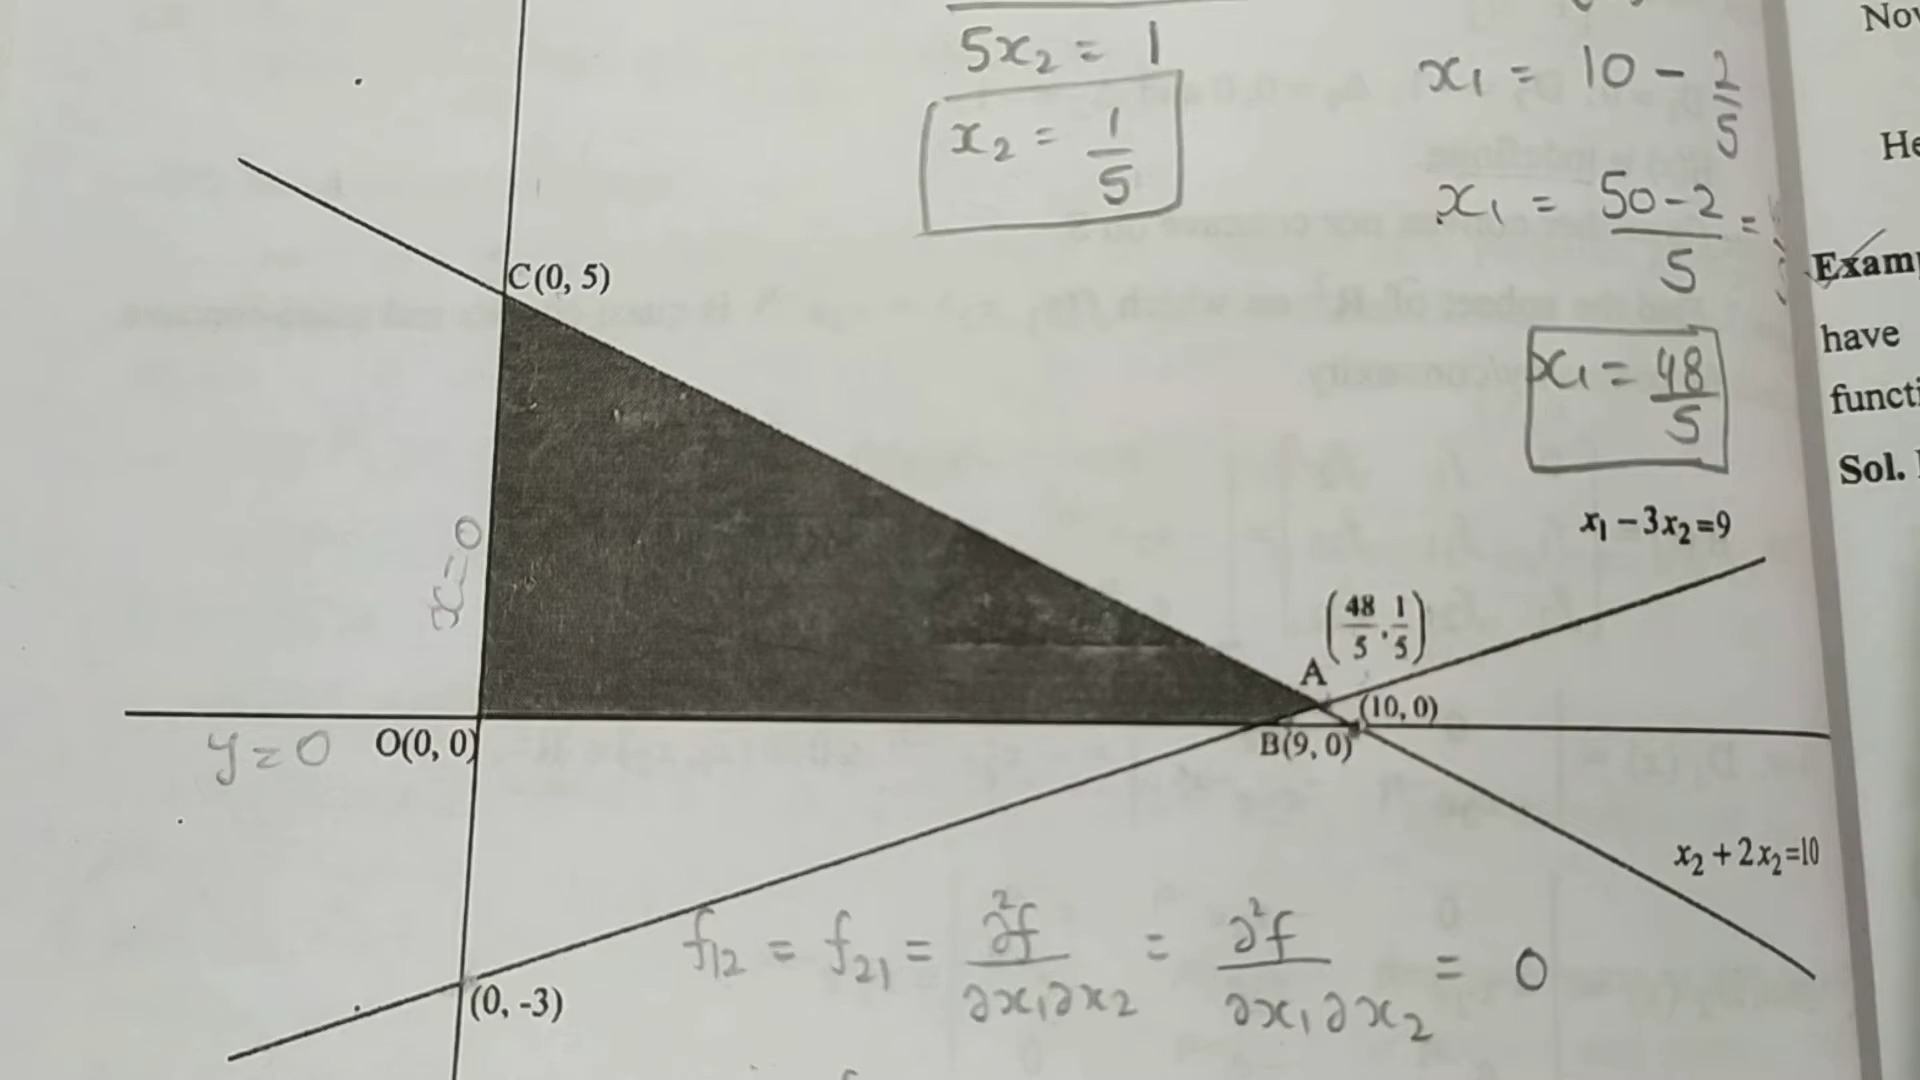 5x₂ = 1
x₂ = 1/5
x₁ = 10 - 2/5
x₁ = 50-2/5 =
x₁ = 48/5
C(0, 5)
x=0
x₁ − 3x₂=9
(48/5, 1/5)
A
(10, 0)
y=0
O(0, 0)
B(9, 0)
x₂ + 2x₂=10
(0, -3)
f₁₂ = f₂₁ = ∂²f/∂x₁∂x₂ = ∂²f/∂x₁∂x₂ = 0
He
Exam
have
functi
Sol.